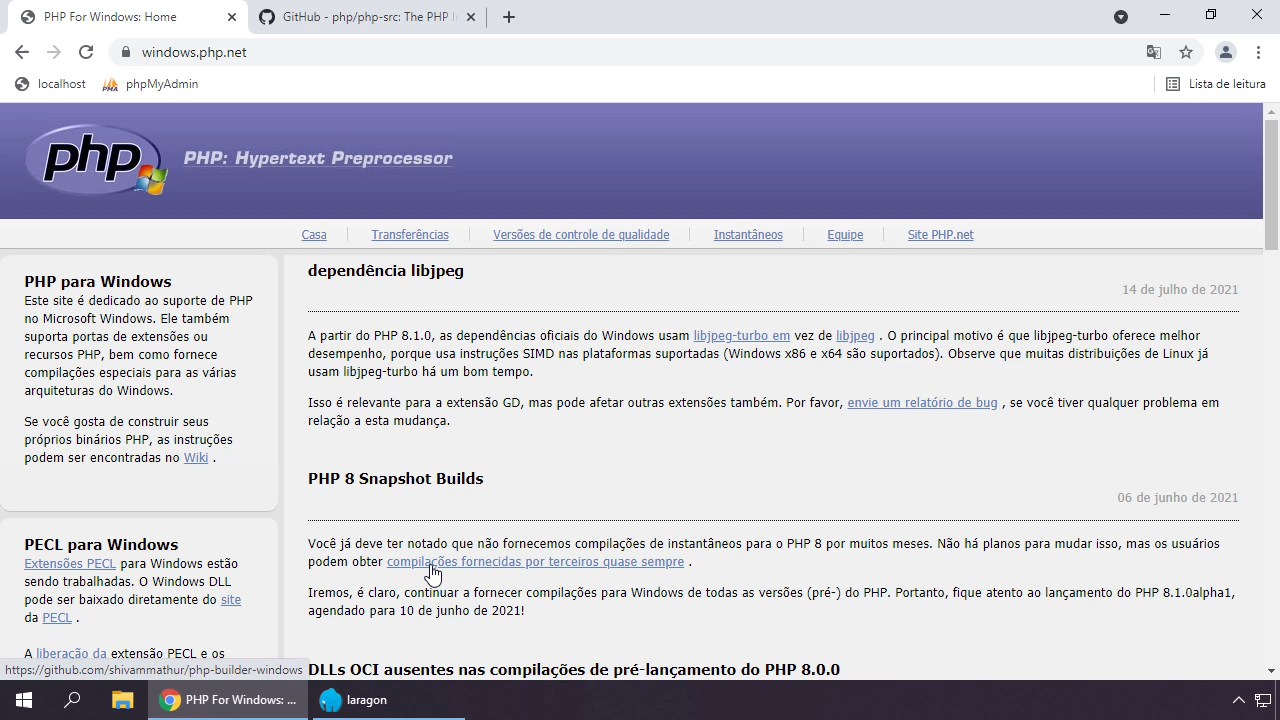 PHP For Windows: Home
GitHub - php/php-src: The PHP I
windows.php.net
localhost
phpMyAdmin
Lista de leitura
php
PHP: Hypertext Preprocessor
Casa
Transferências
Versões de controle de qualidade
Instantâneos
Equipe
Site PHP.net
PHP para Windows
Este site é dedicado ao suporte de PHP
no Microsoft Windows. Ele também
suporta portas de extensões ou
recursos PHP, bem como fornece
compilações especiais para as várias
arquiteturas do Windows.
Se você gosta de construir seus
próprios binários PHP, as instruções
podem ser encontradas no Wiki .
PECL para Windows
Extensões PECL para Windows estão
sendo trabalhadas. O Windows DLL
pode ser baixado diretamente do site
da PECL .
A liberação da extensão PECL e os
dependência libjpeg
14 de julho de 2021
A partir do PHP 8.1.0, as dependências oficiais do Windows usam libjpeg-turbo em vez de libjpeg . O principal motivo é que libjpeg-turbo oferece melhor
desempenho, porque usa instruções SIMD nas plataformas suportadas (Windows x86 e x64 são suportados). Observe que muitas distribuições de Linux já
usam libjpeg-turbo há um bom tempo.
Isso é relevante para a extensão GD, mas pode afetar outras extensões também. Por favor, envie um relatório de bug , se você tiver qualquer problema em
relação a esta mudança.
PHP 8 Snapshot Builds
06 de junho de 2021
Você já deve ter notado que não fornecemos compilações de instantâneos para o PHP 8 por muitos meses. Não há planos para mudar isso, mas os usuários
podem obter compilações fornecidas por terceiros quase sempre .
Iremos, é claro, continuar a fornecer compilações para Windows de todas as versões (pré-) do PHP. Portanto, fique atento ao lançamento do PHP 8.1.0alpha1,
agendado para 10 de junho de 2021!
DLLs OCI ausentes nas compilações de pré-lançamento do PHP 8.0.0
https://github.com/shivammathur/php-builder-windows
PHP For Windows: ...
laragon